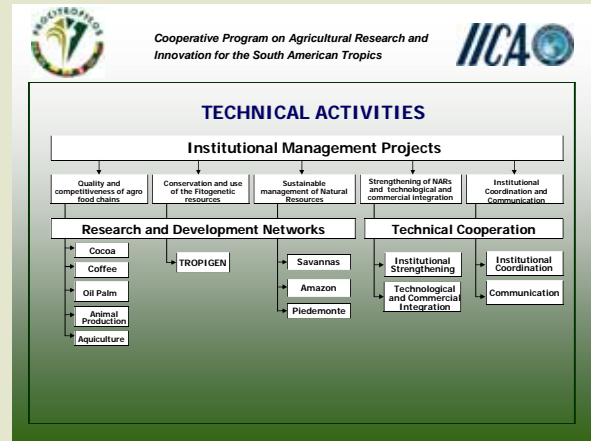 PROCITROPICOS
Cooperative Program on Agricultural Research and
Innovation for the South American Tropics
IICA
TECHNICAL ACTIVITIES
Institutional Management Projects
Quality and
competitiveness of agro
food chains
Conservation and use
of the Fitogenetic
resources
Sustainable
management of Natural
Resources
Strengthening of NARs
and technological and
commercial integration
Institutional
Coordination and
Communication
Research and Development Networks
Technical Cooperation
Cocoa
Coffee
Oil Palm
Animal
Production
Aquiculture
TROPIGEN
Savannas
Amazon
Piedemonte
Institutional
Strengthening
Technological
and Commercial
Integration
Institutional
Coordination
Communication